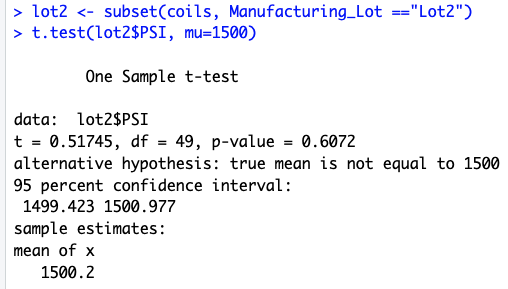 > lot2 <- subset(coils, Manufacturing_Lot =="Lot2")
> t.test(lot2$PSI, mu=1500)
One Sample t-test
data:  lot2$PSI
t = 0.51745, df = 49, p-value = 0.6072
alternative hypothesis: true mean is not equal to 1500
95 percent confidence interval:
1499.423 1500.977
sample estimates:
mean of x
1500.2